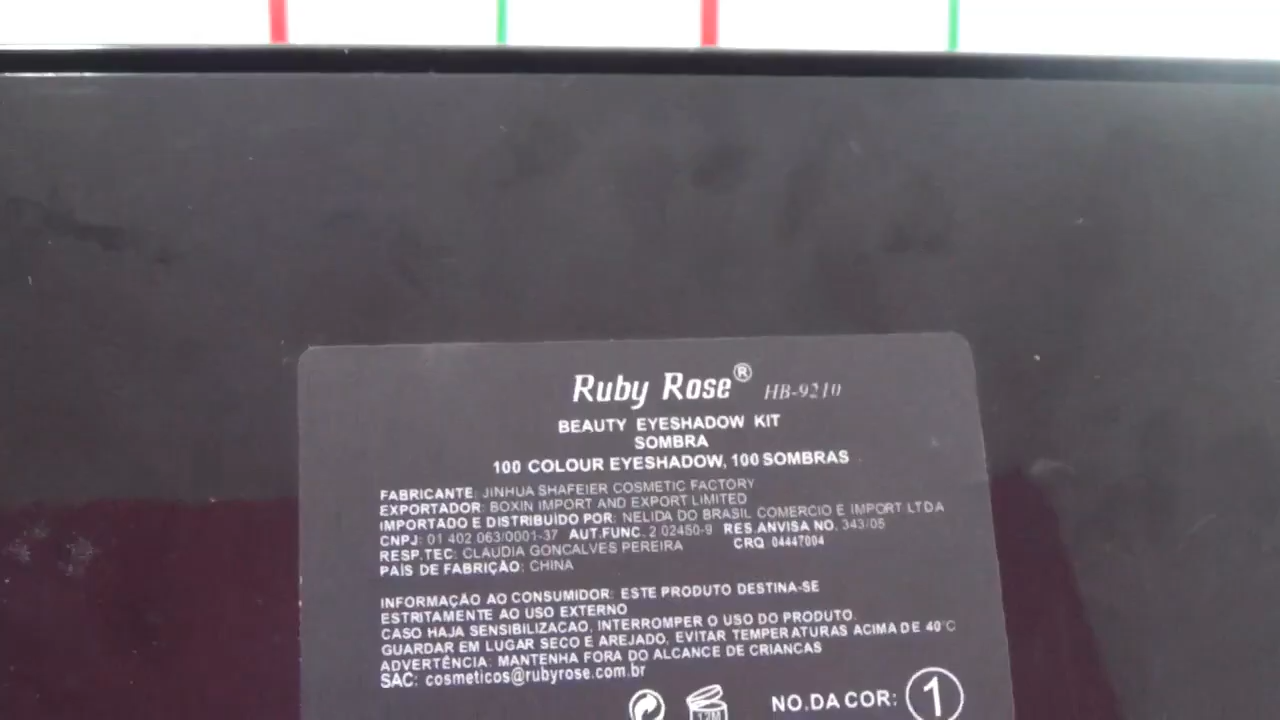 Ruby Rose® HB-9210
BEAUTY EYESHADOW KIT
SOMBRA
100 COLOUR EYESHADOW, 100 SOMBRAS
FABRICANTE: JINHUA SHAFEIER COSMETIC FACTORY
EXPORTADOR: BOXIN IMPORT AND EXPORT LIMITED
IMPORTADO E DISTRIBUÍDO POR: NELIDA DO BRASIL COMERCIO E IMPORT LTDA
CNPJ: 01 402 063/0001-37 AUT.FUNC. 2 02450-9 RES.ANVISA NO. 343/05
RESP.TEC: CLAUDIA GONCALVES PEREIRA CRQ 04447004
PAÍS DE FABRIÇÃO: CHINA
INFORMAÇÃO AO CONSUMIDOR: ESTE PRODUTO DESTINA-SE
ESTRITAMENTE AO USO EXTERNO
CASO HAJA SENSIBILIZACAO, INTERROMPER O USO DO PRODUTO.
GUARDAR EM LUGAR SECO E AREJADO, EVITAR TEMPERATURAS ACIMA DE 40°C
ADVERTÊNCIA: MANTENHA FORA DO ALCANCE DE CRIANCAS
SAC: cosmeticos@rubyrose.com.br
12M NO.DA COR: 1